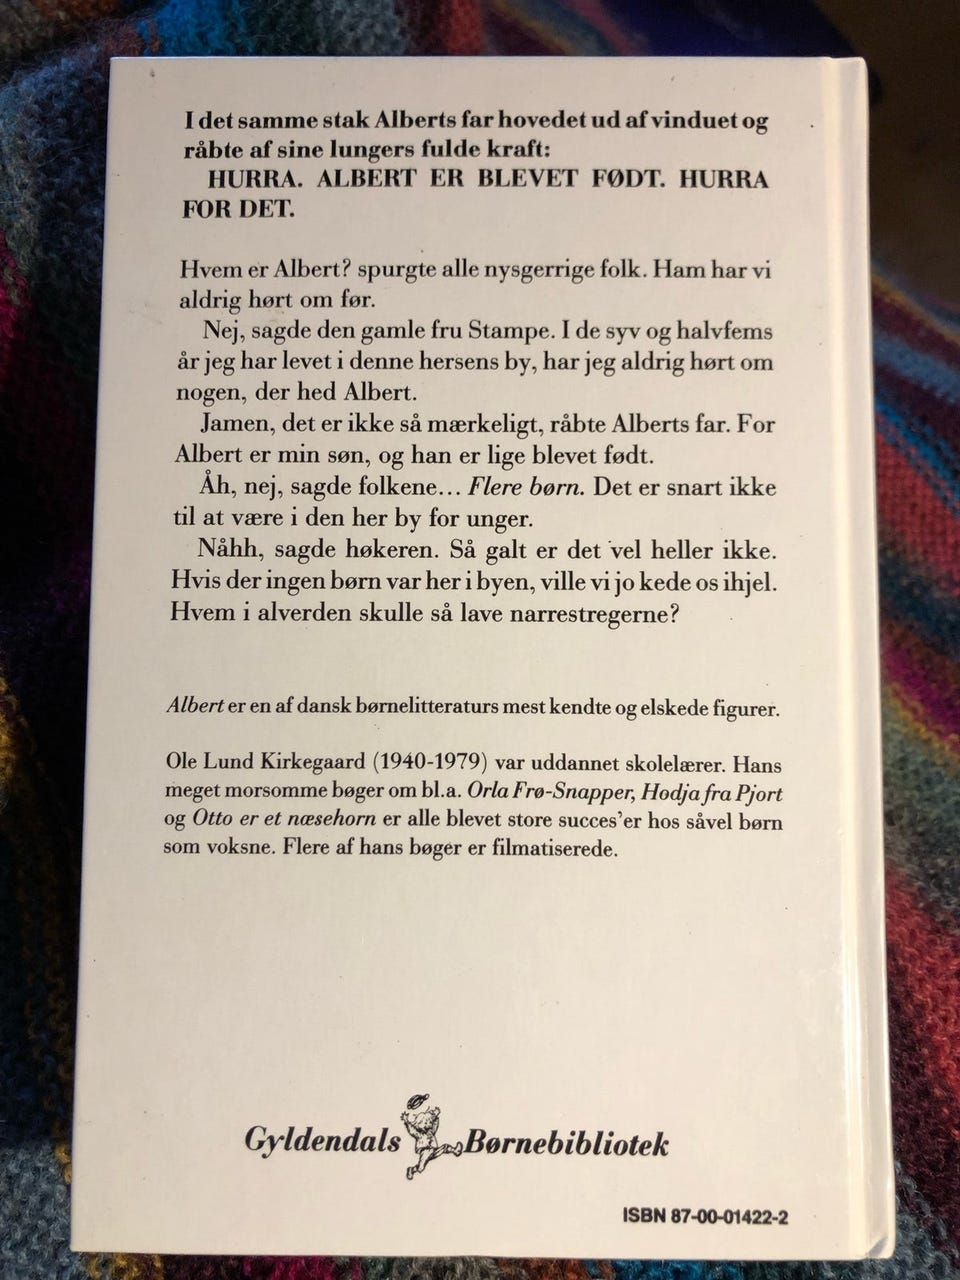 I det samme stak Alberts far hovedet ud af vinduet og
råbte af sine lungers fulde kraft:
HURRA. ALBERT ER BLEVET FØDT. HURRA
FOR DET.
Hvem er Albert? spurgte alle nysgerrige folk. Ham har vi
aldrig hørt om før.
Nej, sagde den gamle fru Stampe. I de syv og halvfems
år jeg har levet i denne hersens by, har jeg aldrig hørt om
nogen, der hed Albert.
Jamen, det er ikke så mærkeligt, råbte Alberts far. For
Albert er min søn, og han er lige blevet født.
Åh, nej, sagde folkene... Flere børn. Det er snart ikke
til at være i den her by for unger.
Nåhh, sagde høkeren. Så galt er det vel heller ikke.
Hvis der ingen børn var her i byen, ville vi jo kede os ihjel.
Hvem i alverden skulle så lave narrestregerne?
Albert er en af dansk børnelitteraturs mest kendte og elskede figurer.
Ole Lund Kirkegaard (1940-1979) var uddannet skolelærer. Hans
meget morsomme bøger om bl.a. Orla Frø-Snapper, Hodja fra Pjort
og Otto er et næsehorn er alle blevet store succes'er hos såvel børn
som voksne. Flere af hans bøger er filmatiserede.
Gyldendals Børnebibliotek
ISBN 87-00-01422-2